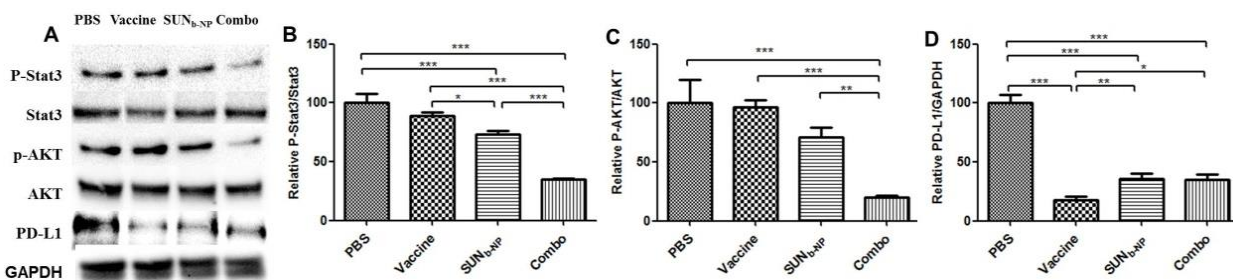 PBS Vaccine SUNb-NP Combo
A
P-Stat3
Stat3
p-AKT
AKT
PD-L1
GAPDH
B
Relative P-Stat3/Stat3
150
100
50
0
***
***
***
*
***
PBS
Vaccine
SUNb-NP
Combo
C
Relative P-AKT/AKT
150
100
50
0
***
***
**
PBS
Vaccine
SUNb-NP
Combo
D
Relative PD-L1/GAPDH
150
100
50
0
***
***
*
***
**
PBS
Vaccine
SUNb-NP
Combo